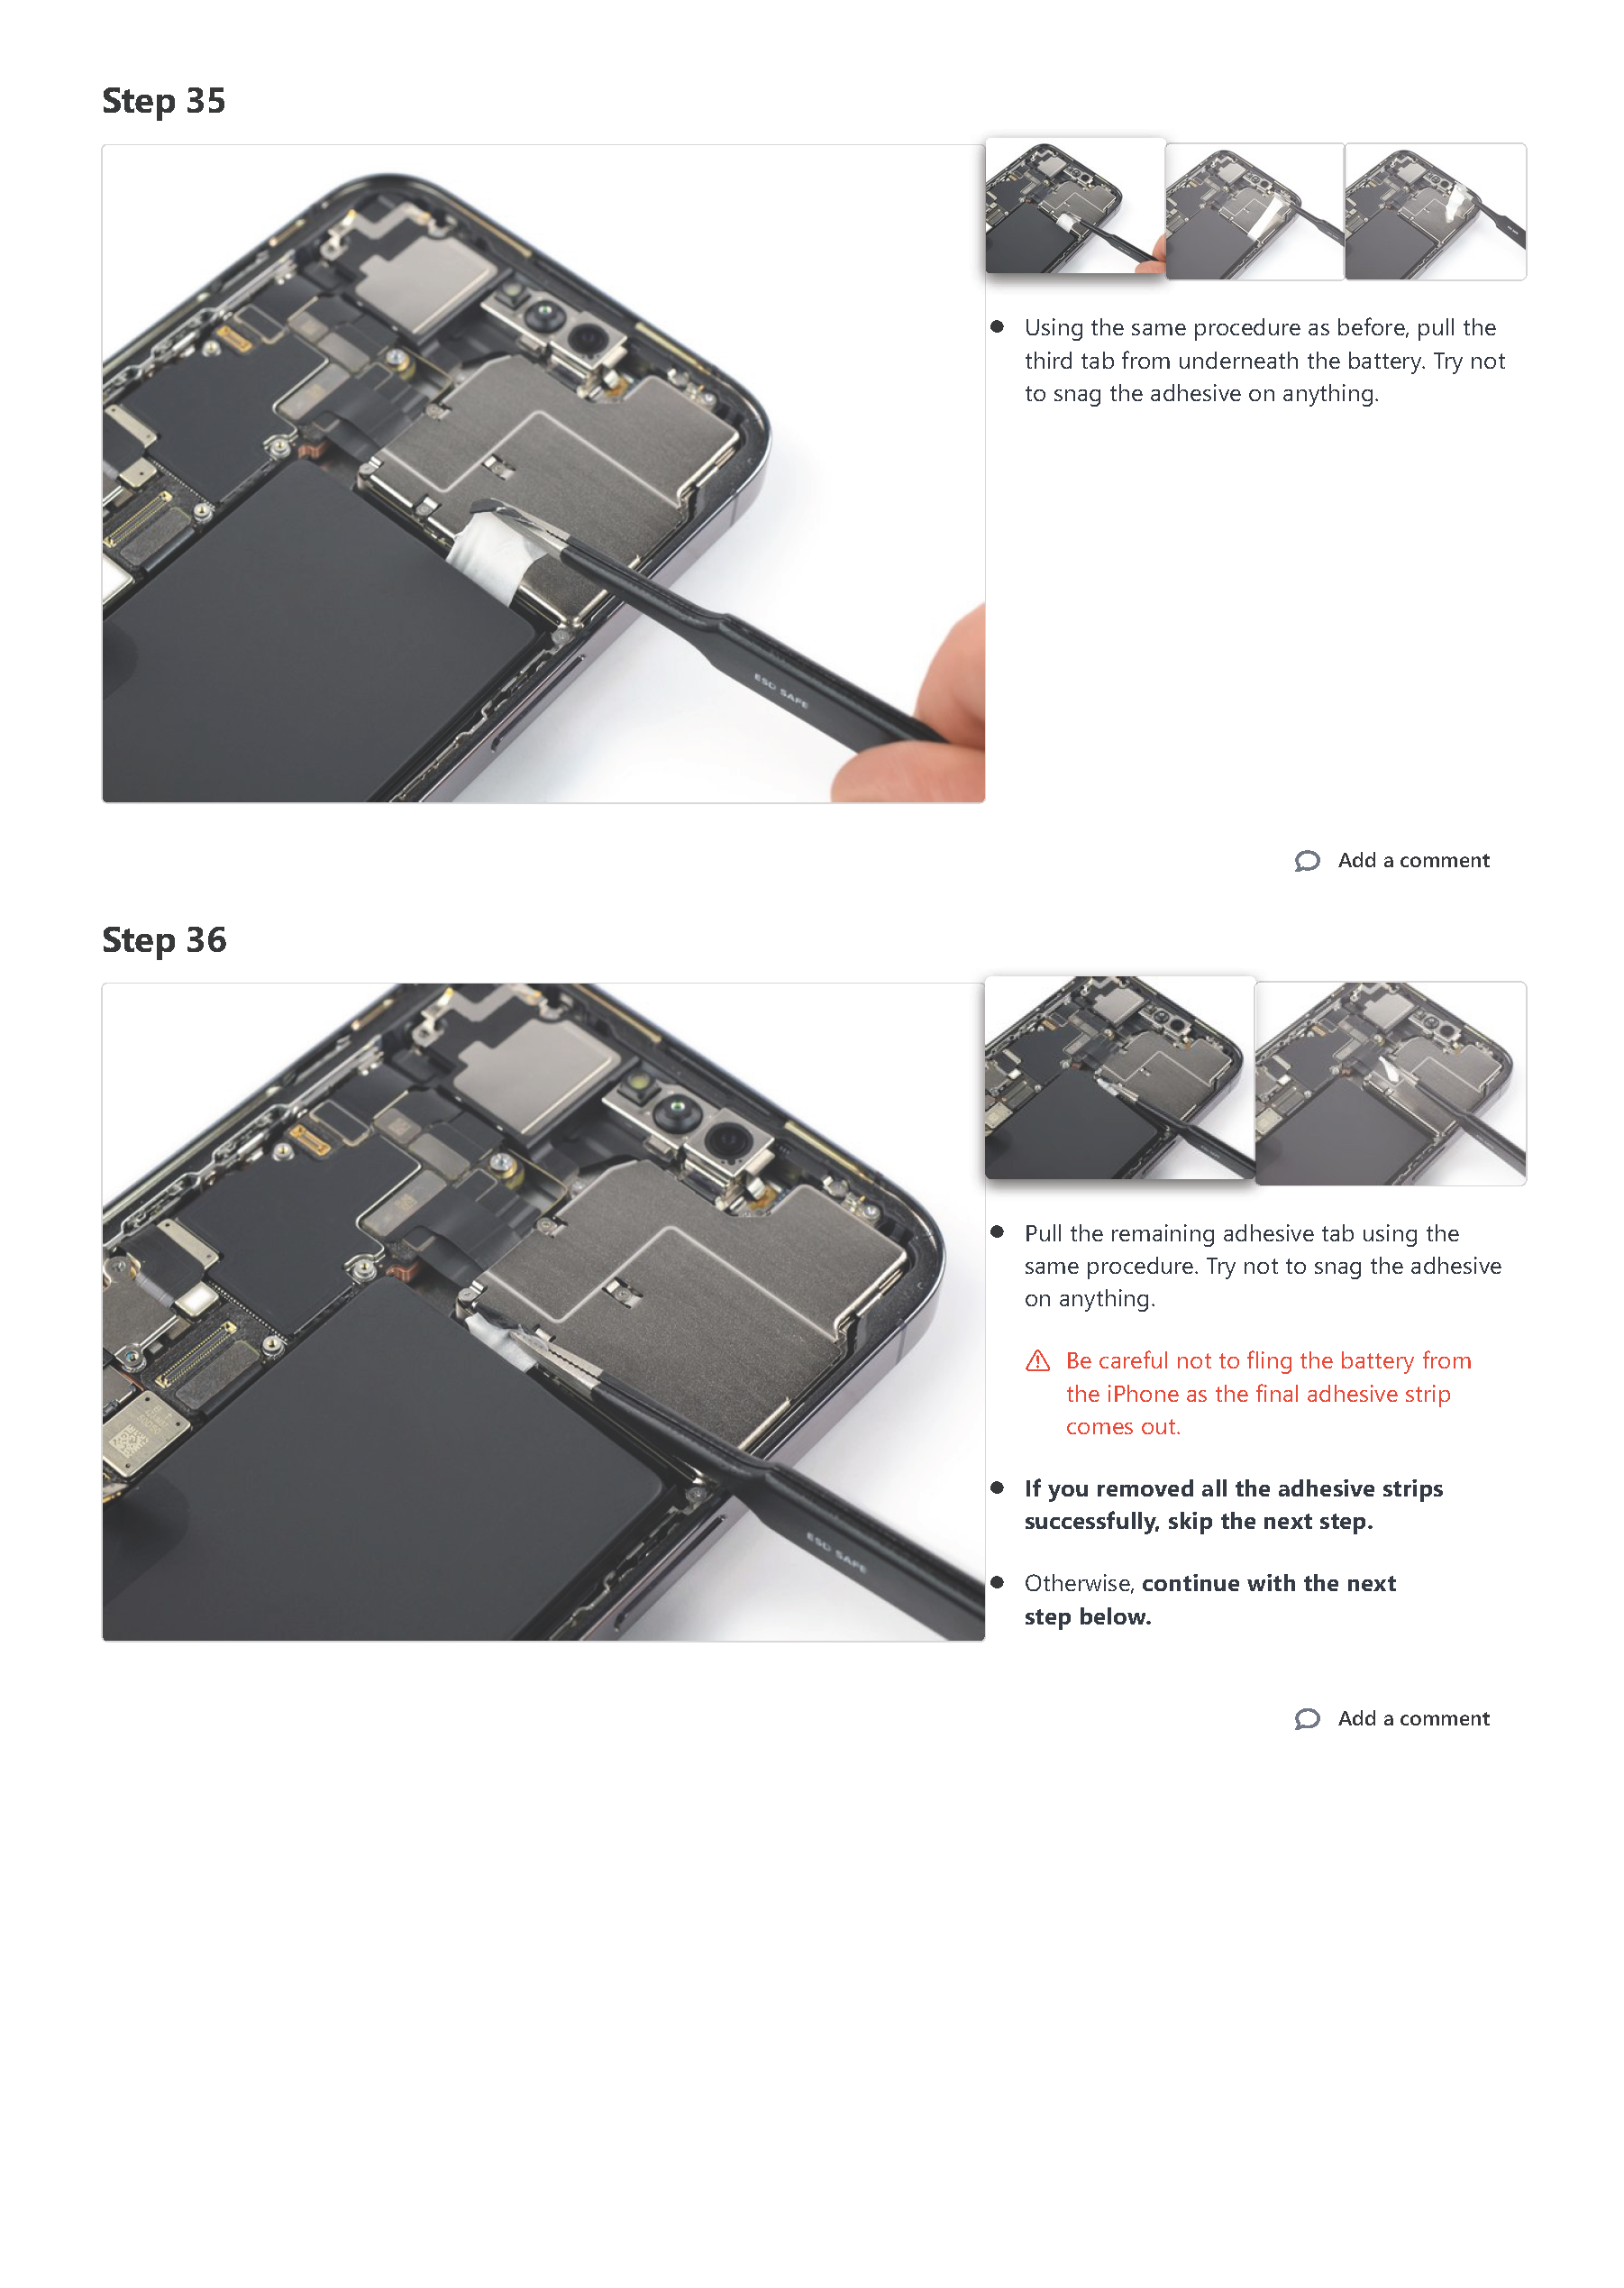 Step 35
ESD SAFE
Using the same procedure as before, pull the
third tab from underneath the battery. Try not
to snag the adhesive on anything.
Add a comment
Step 36
ESD SAFE
Pull the remaining adhesive tab using the
same procedure. Try not to snag the adhesive
on anything.
Be careful not to fling the battery from
the iPhone as the final adhesive strip
comes out.
If you removed all the adhesive strips
successfully, skip the next step.
Otherwise, continue with the next
step below.
Add a comment